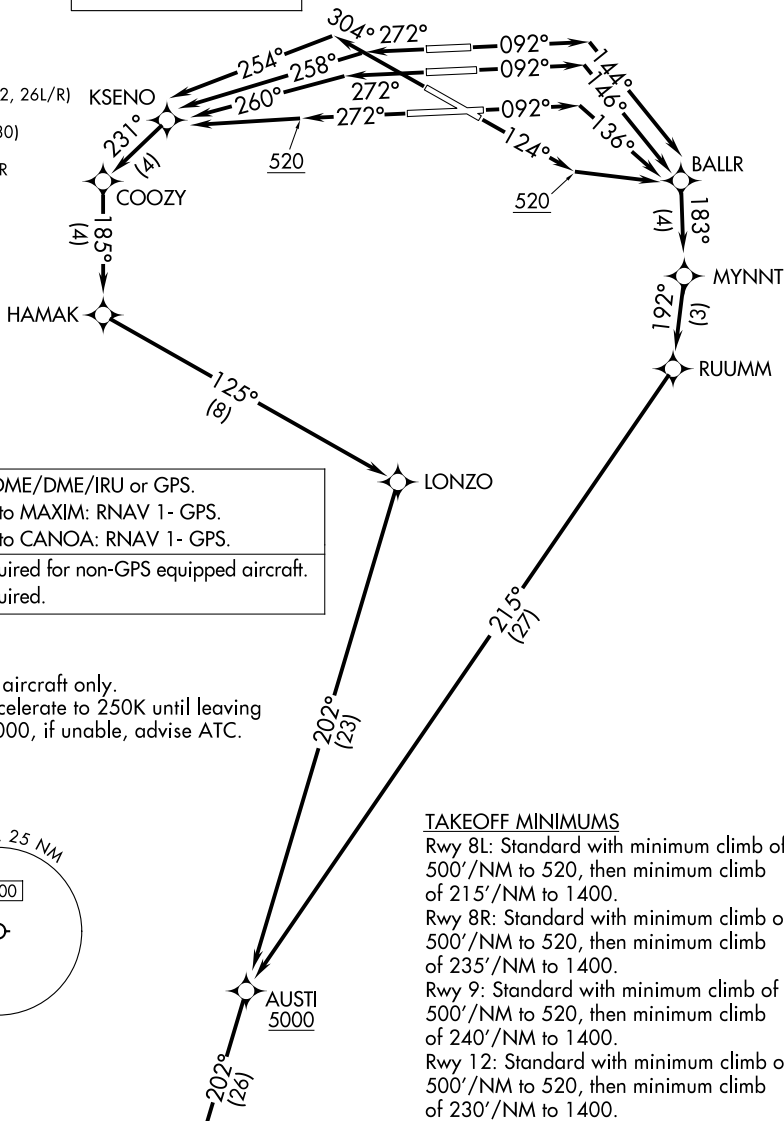 304°
272°
092°
144°
254°
258°
092°
146°
2, 26L/R)
KSENO
260°
272°
272°
092°
136°
30)
231°
(4)
520
124°
R
COOZY
520
BALLR
185°
(4)
183°
(4)
MYNNT
HAMAK
192°
(3)
RUUMM
125°
(8)
LONZO
OME/DME/IRU or GPS.
to MAXIM: RNAV 1- GPS.
to CANOA: RNAV 1- GPS.
uired for non-GPS equipped aircraft.
uired.
215°
(27)
aircraft only.
celerate to 250K until leaving
000, if unable, advise ATC.
202°
(23)
25 NM
00
TAKEOFF MINIMUMS
Rwy 8L: Standard with minimum climb of
500'/NM to 520, then minimum climb
of 215'/NM to 1400.
Rwy 8R: Standard with minimum climb o
500'/NM to 520, then minimum climb
of 235'/NM to 1400.
Rwy 9: Standard with minimum climb of
500'/NM to 520, then minimum climb
of 240'/NM to 1400.
Rwy 12: Standard with minimum climb o
500'/NM to 520, then minimum climb
of 230'/NM to 1400.
AUSTI
5000
202°
(26)